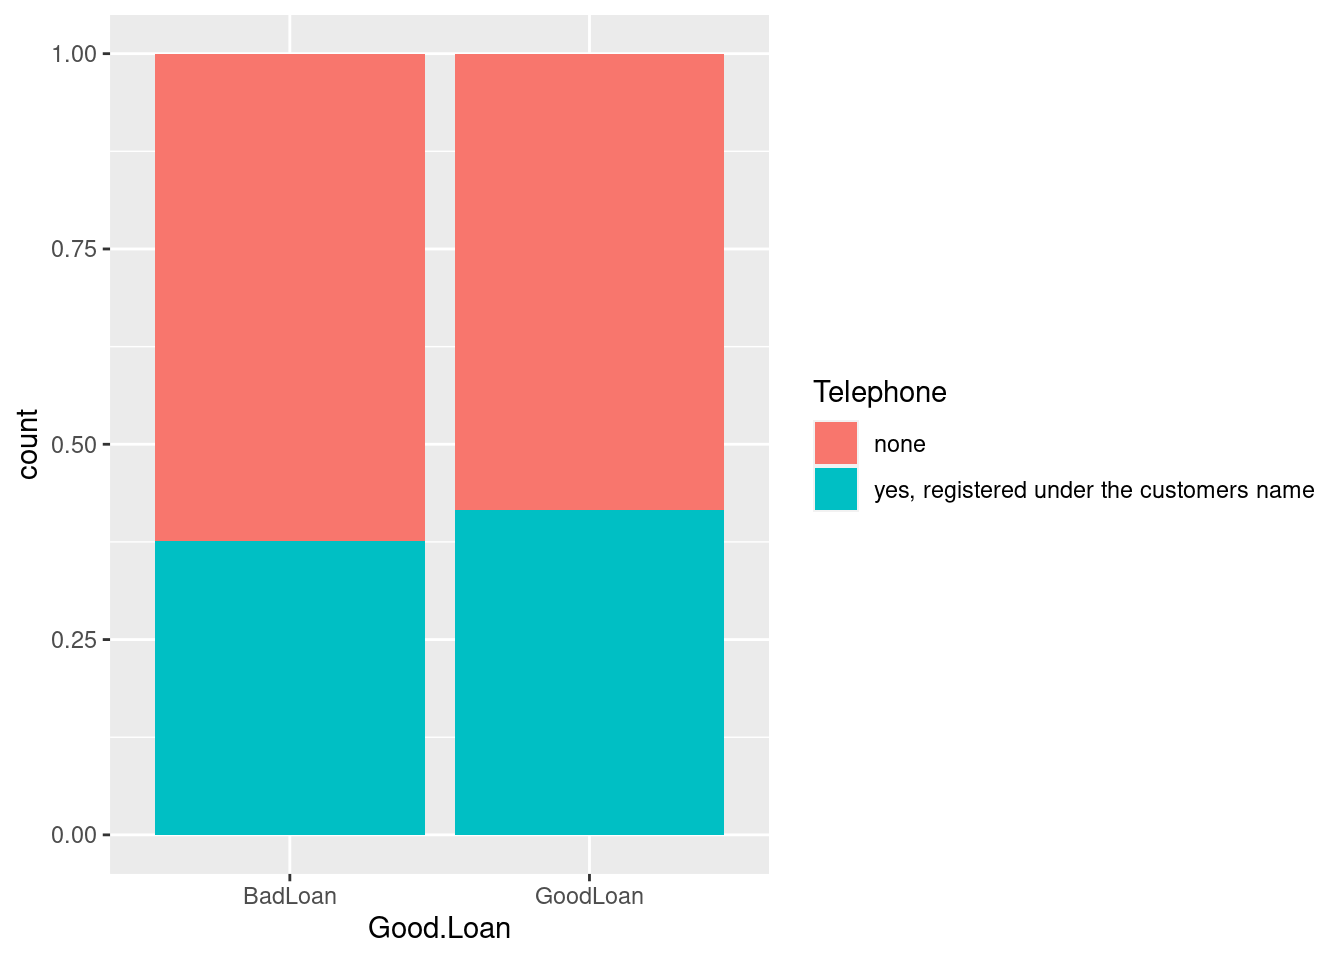 1.00
0.75
0.50
0.25
0.00
count
BadLoan
GoodLoan
Good.Loan
Telephone
none
yes, registered under the customers name